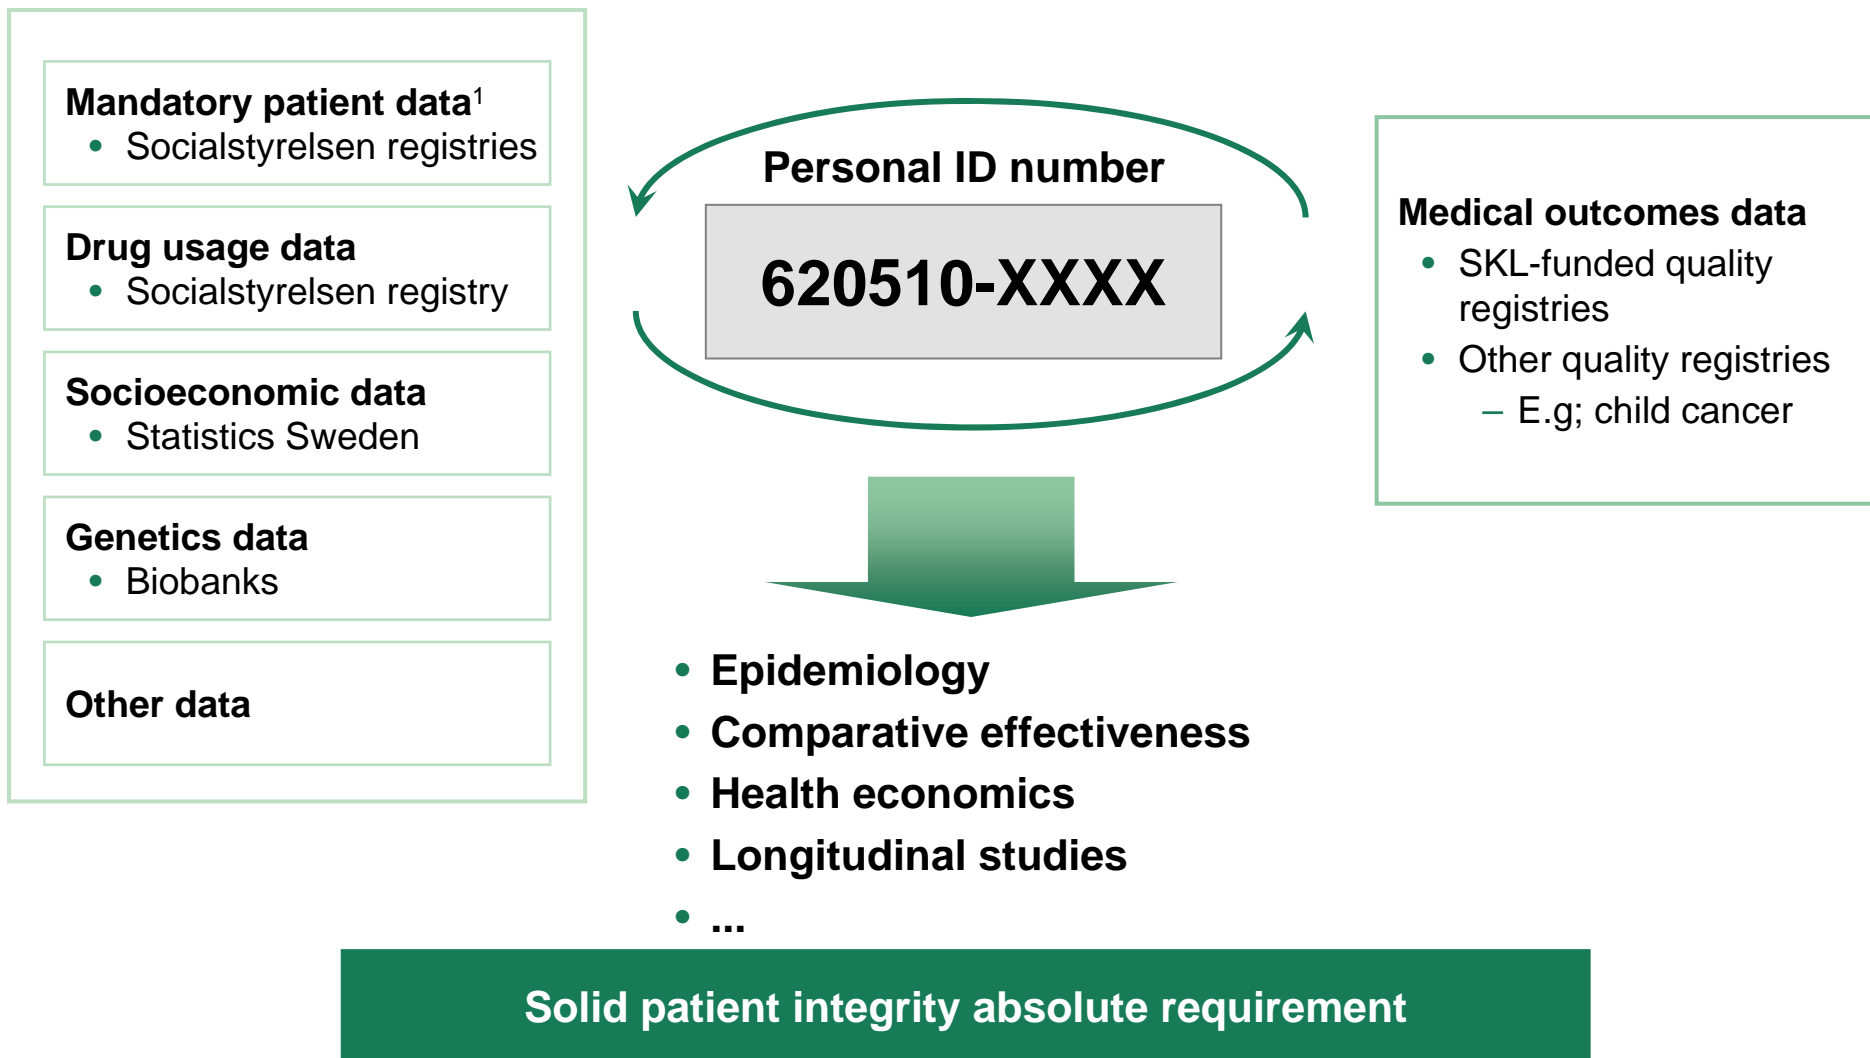 Mandatory patient data¹
• Socialstyrelsen registries
Drug usage data
• Socialstyrelsen registry
Socioeconomic data
• Statistics Sweden
Genetics data
• Biobanks
Other data
Personal ID number
620510-XXXX
Medical outcomes data
• SKL-funded quality
registries
• Other quality registries
– E.g; child cancer
• Epidemiology
• Comparative effectiveness
• Health economics
• Longitudinal studies
• ...
Solid patient integrity absolute requirement